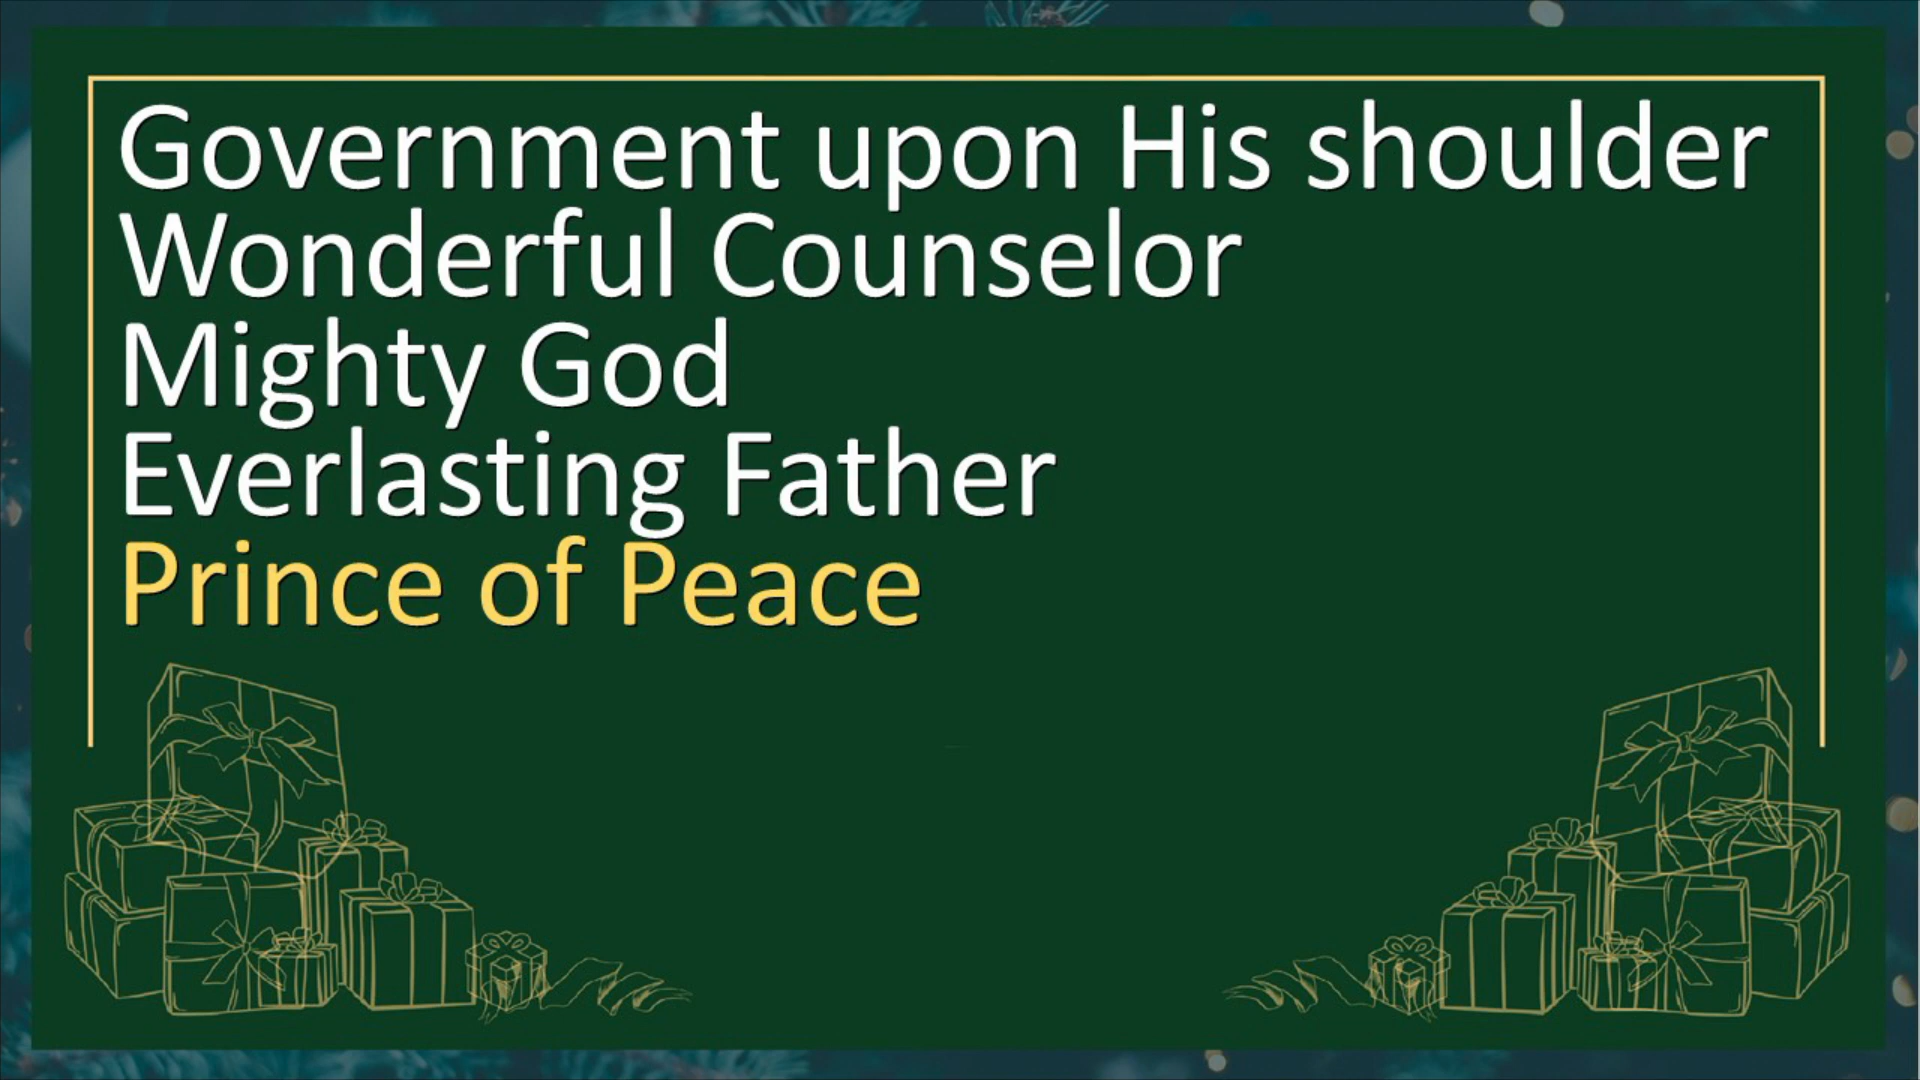 Government upon His shoulder
Wonderful Counselor
Mighty God
Everlasting Father
Prince of Peace